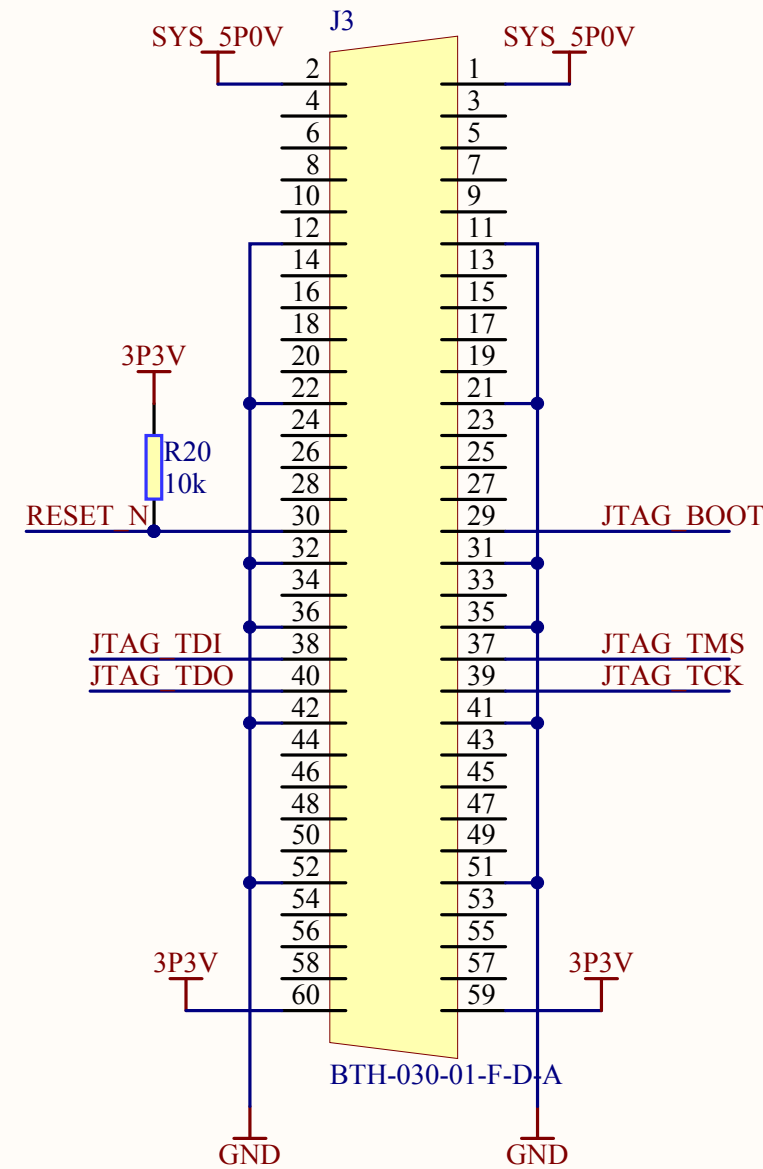 J3
SYS_5P0V SYS_5P0V
2 1
4 3
6 5
8 7
10 9
12 11
14 13
16 15
18 17
3P3V 20 19
22 21
24 23
R20 26 25
10k 28 27
RESET_N 30 29 JTAG_BOOT
32 31
34 33
36 35
JTAG_TDI 38 37 JTAG_TMS
JTAG_TDO 40 39 JTAG_TCK
42 41
44 43
46 45
48 47
50 49
52 51
54 53
56 55
3P3V 58 57 3P3V
60 59
BTH-030-01-F-D-A
GND GND